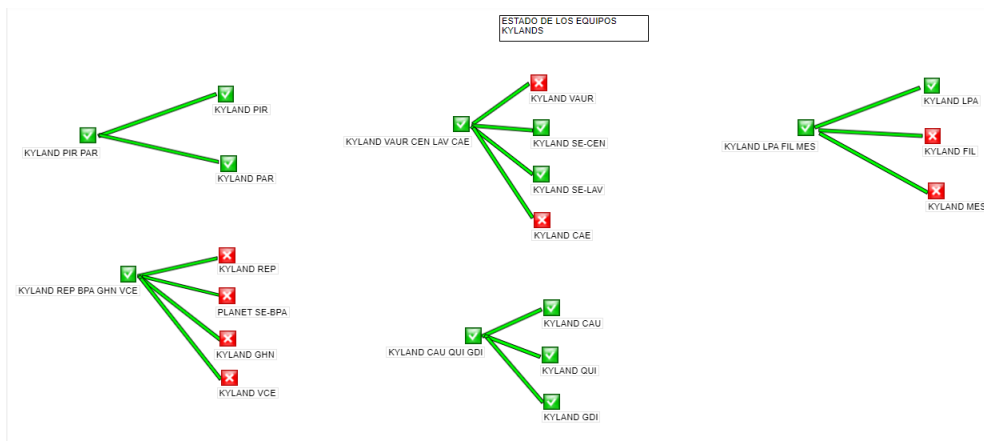 ESTADO DE LOS EQUIPOS
KYLANDS
KYLAND PIR PAR
KYLAND PIR
KYLAND PAR
KYLAND VAUR CEN LAV CAE
KYLAND VAUR
KYLAND SE-CEN
KYLAND SE-LAV
KYLAND CAE
KYLAND LPA FIL MES
KYLAND LPA
KYLAND FIL
KYLAND MES
KYLAND REP BPA GHN VCE
KYLAND REP
PLANET SE-BPA
KYLAND GHN
KYLAND VCE
KYLAND CAU QUI GDI
KYLAND CAU
KYLAND QUI
KYLAND GDI